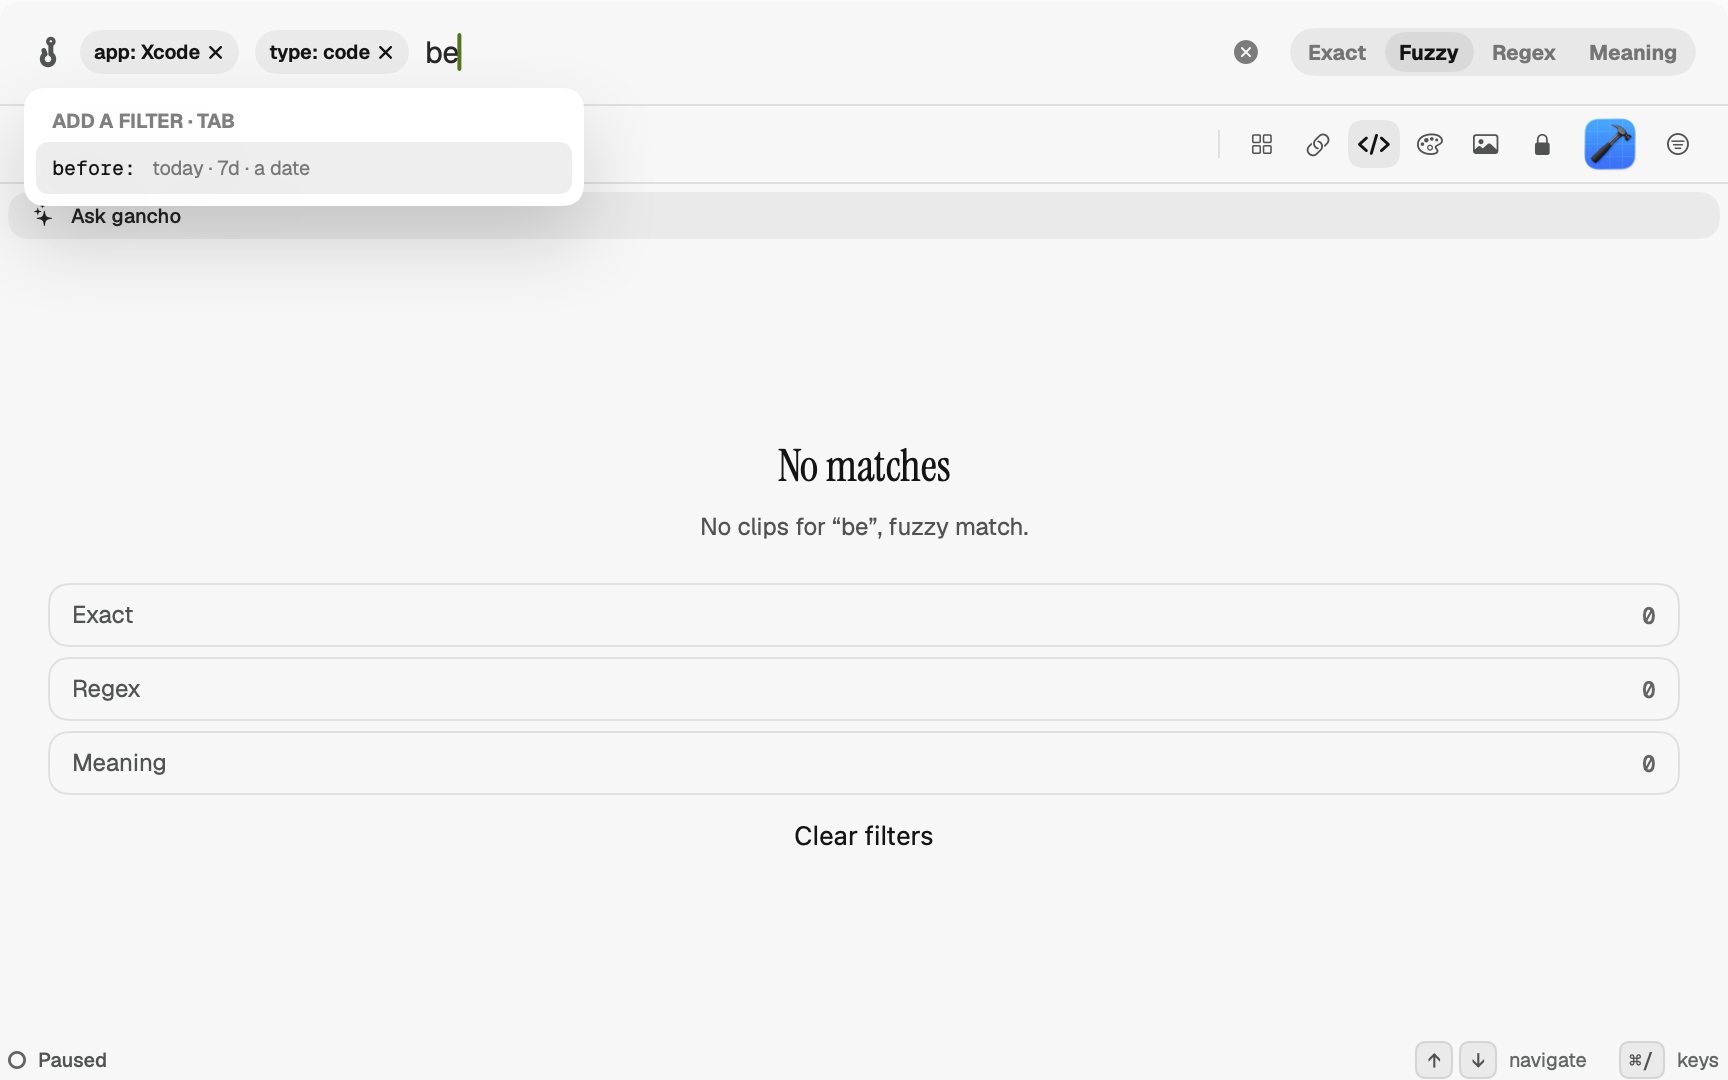 app: Xcode ✕ type: code ✕ be Exact Fuzzy Regex Meaning
ADD A FILTER · TAB
before: today · 7d · a date
Ask gancho
No matches
No clips for “be”, fuzzy match.
Exact 0
Regex 0
Meaning 0
Clear filters
Paused ↑ ↓ navigate ⌘/ keys